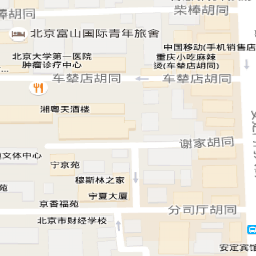 柴棒胡同
棒胡同
北京富山国际青年旅舍
中国移动(手机销售店
北京大学第一医院
肿瘤诊疗中心
重庆小吃麻辣
烫(车辇店胡同
车辇店胡同
车辇店胡同
湘粤天酒楼
谢家胡同
文体中心
宁京苑
苑
穆斯林之家
宁夏大厦
京香福苑
分司厅胡同
北京市财经学校
安定宾馆